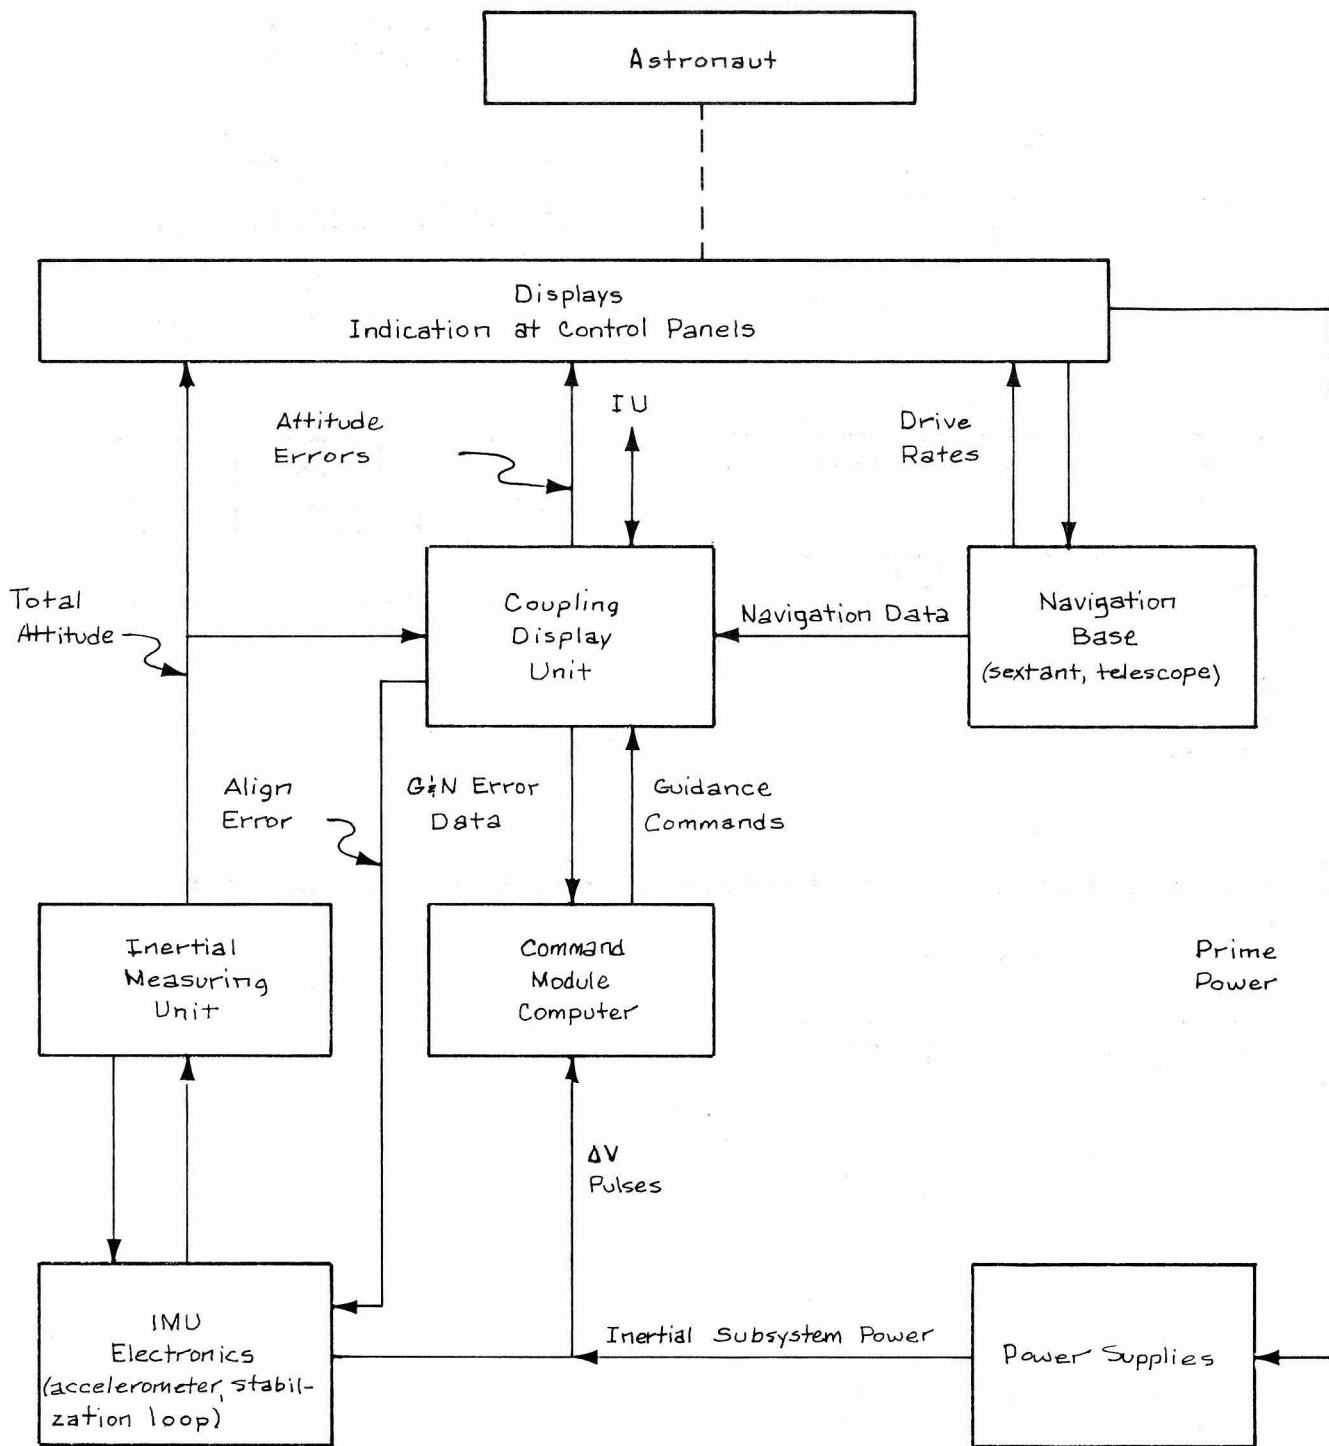 Astronaut
Displays
Indication at Control Panels
Attitude
Errors
IU
Drive
Rates
Total
Attitude
Coupling
Display
Unit
Navigation Data
Navigation
Base
(sextant, telescope)
Align
Error
G&N Error
Data
Guidance
Commands
Inertial
Measuring
Unit
Command
Module
Computer
Prime
Power
ΔV
Pulses
IMU
Electronics
(accelerometer, stabil-
zation loop)
Inertial Subsystem Power
Power Supplies